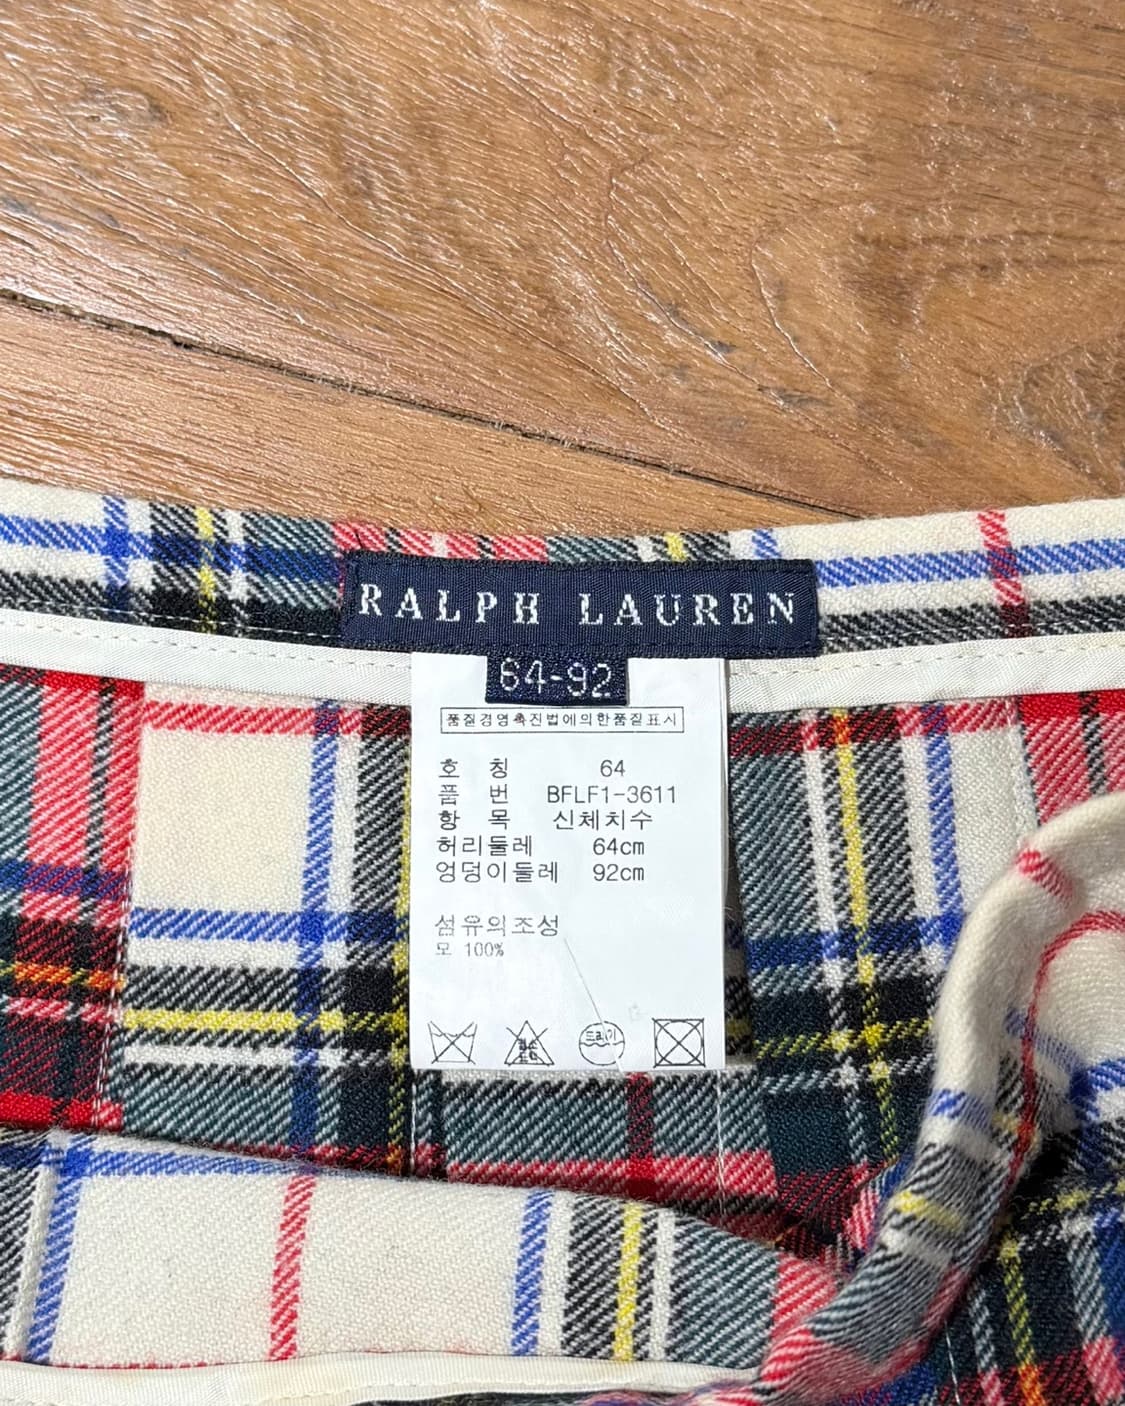 RALPH LAUREN
64-92
품질경영촉진법에의한품질표시
호 칭 64
품 번 BFLF1-3611
항 목 신체치수
허리둘레 64cm
엉덩이둘레 92cm
섬유의조성
모 100%
드라이